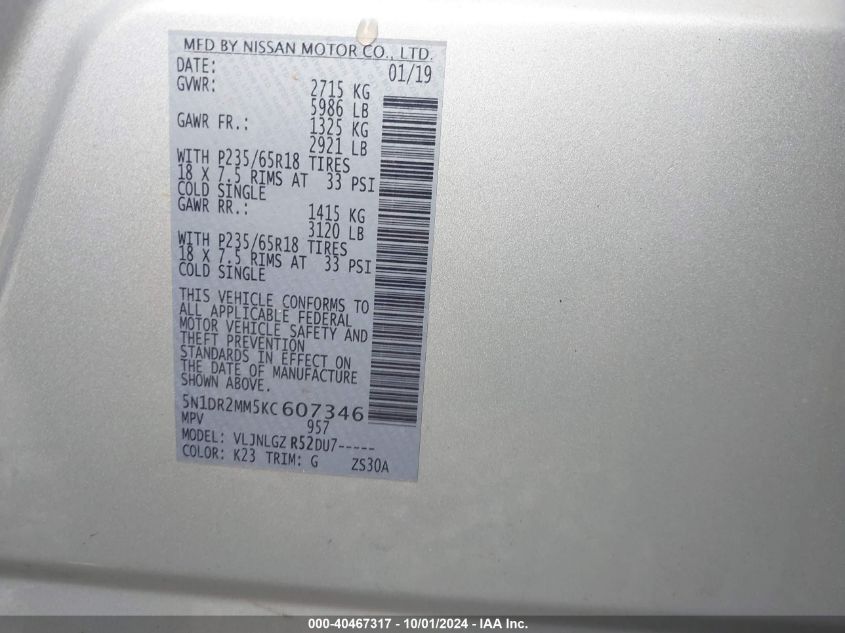 MFD BY NISSAN MOTOR CO., LTD.
DATE: 01/19
GVWR: 2715 KG
5986 LB
GAWR FR.: 1325 KG
2921 LB
WITH P235/65R18 TIRES
18 X 7.5 RIMS AT 33 PSI
COLD SINGLE
GAWR RR.: 1415 KG
3120 LB
WITH P235/65R18 TIRES
18 X 7.5 RIMS AT 33 PSI
COLD SINGLE
THIS VEHICLE CONFORMS TO
ALL APPLICABLE FEDERAL
MOTOR VEHICLE SAFETY AND
THEFT PREVENTION
STANDARDS IN EFFECT ON
THE DATE OF MANUFACTURE
SHOWN ABOVE.
5N1DR2MM5KC607346
MPV 957
MODEL: VLJNLGZ R52DU7-----
COLOR: K23 TRIM: G ZS30A
000-40467317 - 10/01/2024 - IAA Inc.